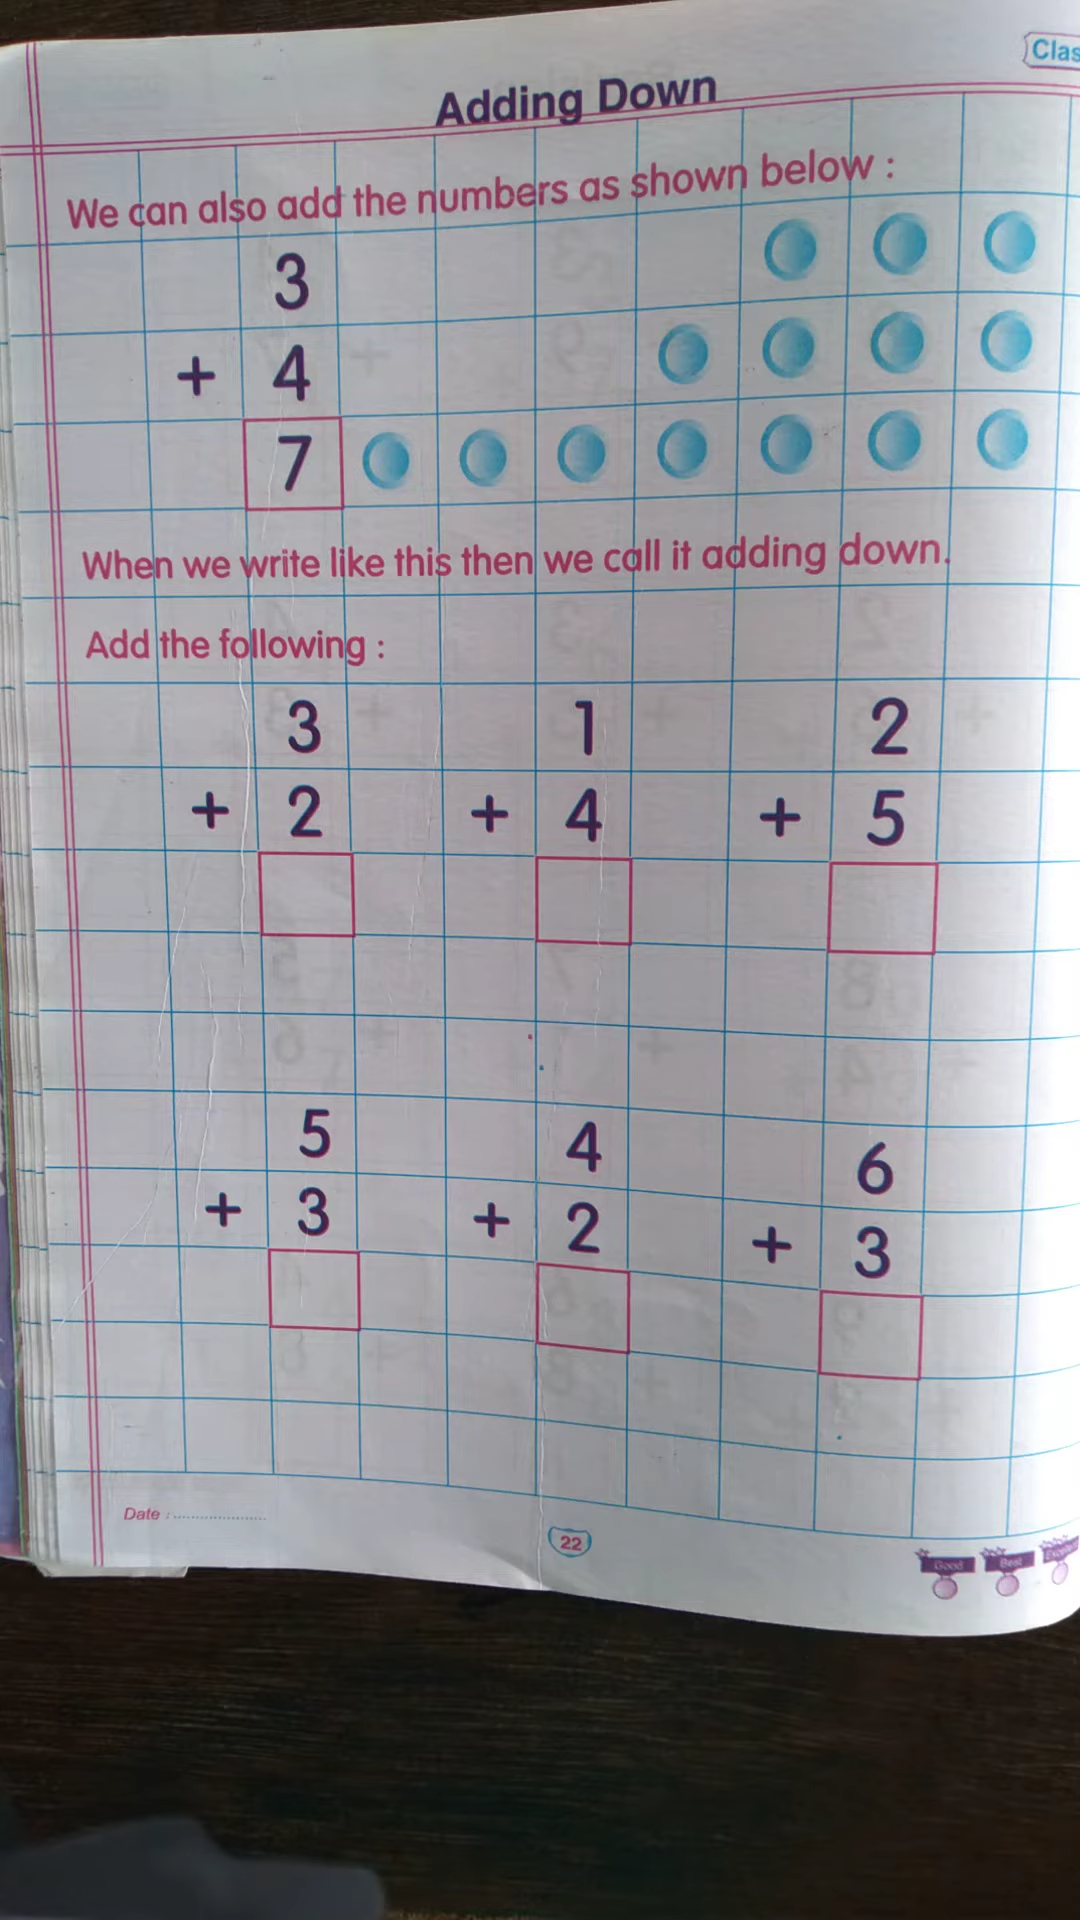 Clas
Adding Down
We can also add the numbers as shown below :
3
+ 4
7
When we write like this then we call it adding down.
Add the following :
3 1 2
+ 2 + 4 + 5
5 4 6
+ 3 + 2 + 3
Date : ......................
22
Good Best Excellent